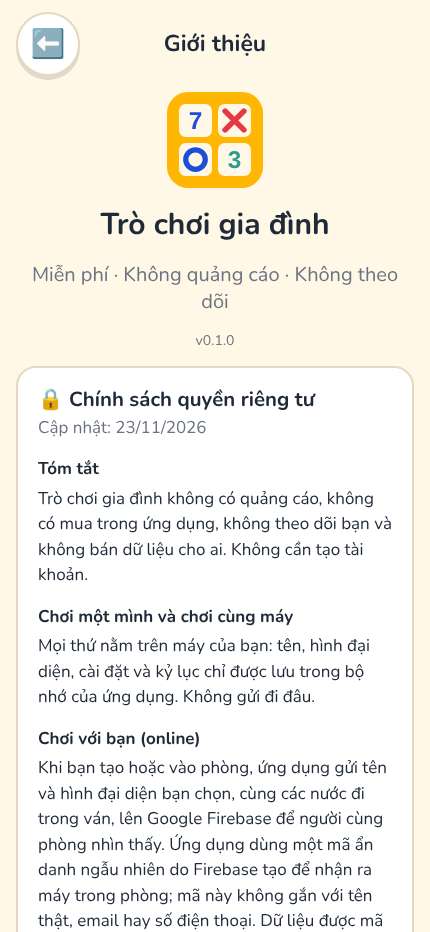 Giới thiệu
7
3
Trò chơi gia đình
Miễn phí · Không quảng cáo · Không theo
dõi
v0.1.0
🔒 Chính sách quyền riêng tư
Cập nhật: 23/11/2026
Tóm tắt
Trò chơi gia đình không có quảng cáo, không
có mua trong ứng dụng, không theo dõi bạn và
không bán dữ liệu cho ai. Không cần tạo tài
khoản.
Chơi một mình và chơi cùng máy
Mọi thứ nằm trên máy của bạn: tên, hình đại
diện, cài đặt và kỷ lục chỉ được lưu trong bộ
nhớ của ứng dụng. Không gửi đi đâu.
Chơi với bạn (online)
Khi bạn tạo hoặc vào phòng, ứng dụng gửi tên
và hình đại diện bạn chọn, cùng các nước đi
trong ván, lên Google Firebase để người cùng
phòng nhìn thấy. Ứng dụng dùng một mã ẩn
danh ngẫu nhiên do Firebase tạo để nhận ra
máy trong phòng; mã này không gắn với tên
thật, email hay số điện thoại. Dữ liệu được mã